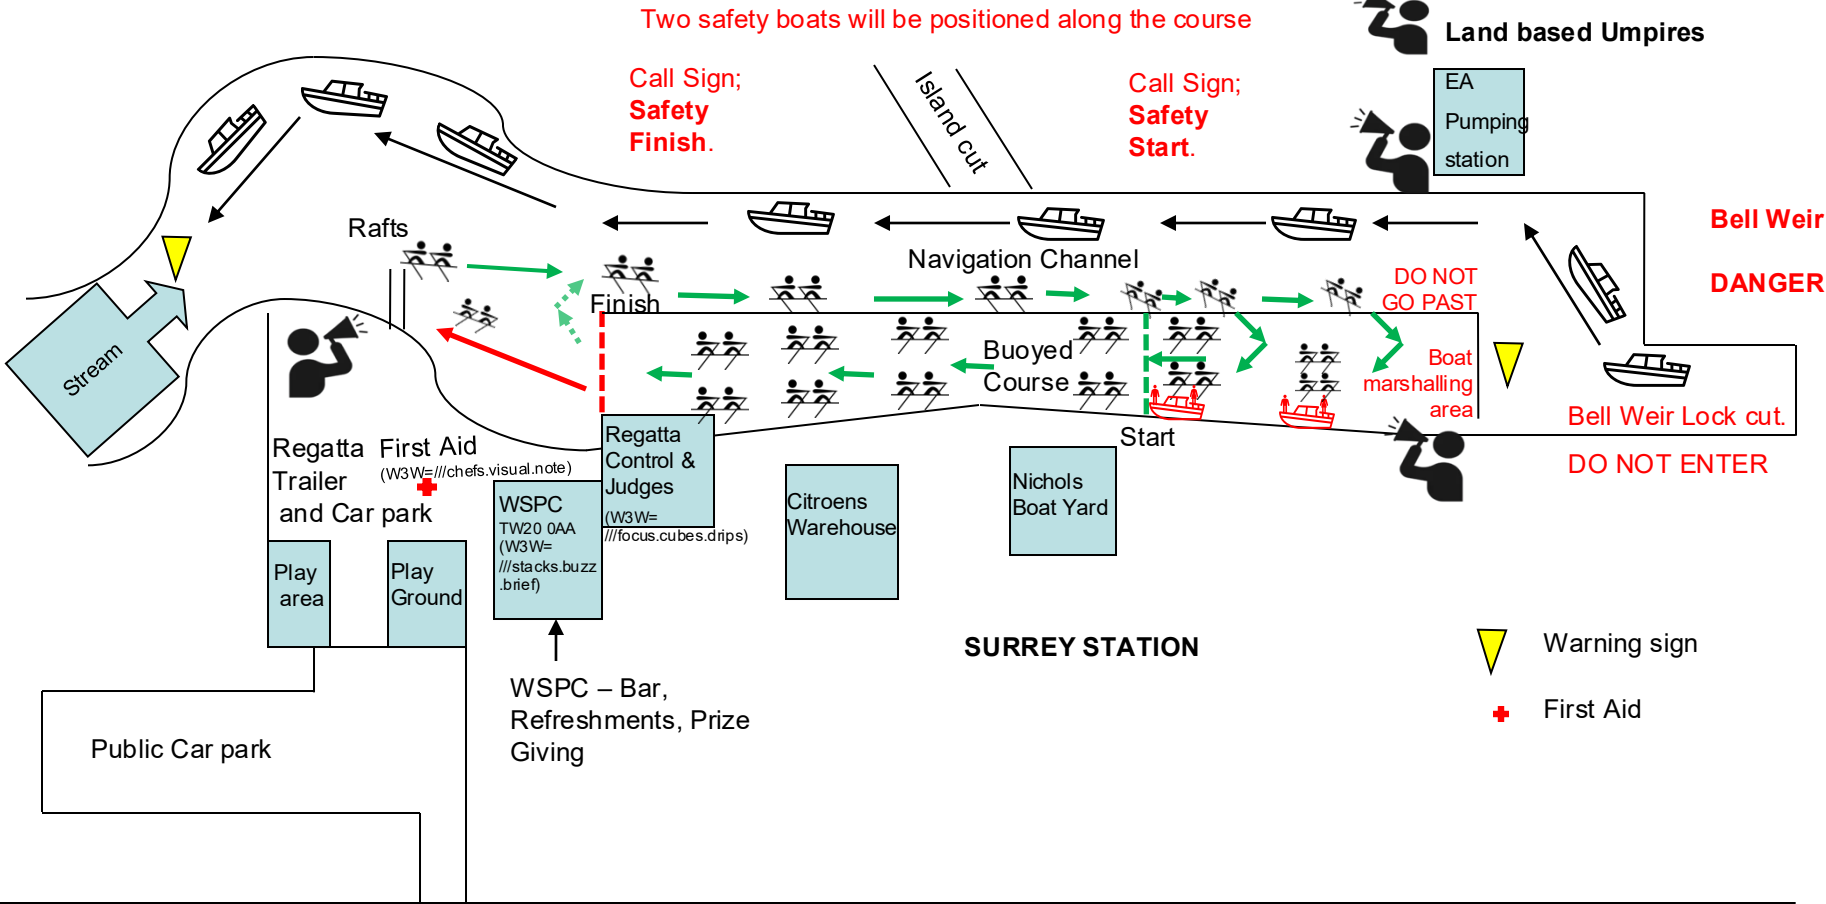 Two safety boats will be positioned along the course
Land based Umpires
Call Sign;
Safety
Finish.
Island cut
Call Sign;
Safety
Start.
EA
Pumping
station
Bell Weir
DANGER
Rafts
Navigation Channel
DO NOT
GO PAST
Finish
Stream
Buoyed
Course
Boat
marshalling
area
Bell Weir Lock cut.
DO NOT ENTER
Start
Regatta
Trailer
and Car park
First Aid
(W3W=///chefs.visual.note)
Regatta
Control &
Judges
(W3W=
///focus.cubes.drips)
WSPC
TW20 0AA
(W3W=
///stacks.buzz
.brief)
Citroens
Warehouse
Nichols
Boat Yard
Play
area
Play
Ground
SURREY STATION
Warning sign
First Aid
WSPC – Bar,
Refreshments, Prize
Giving
Public Car park